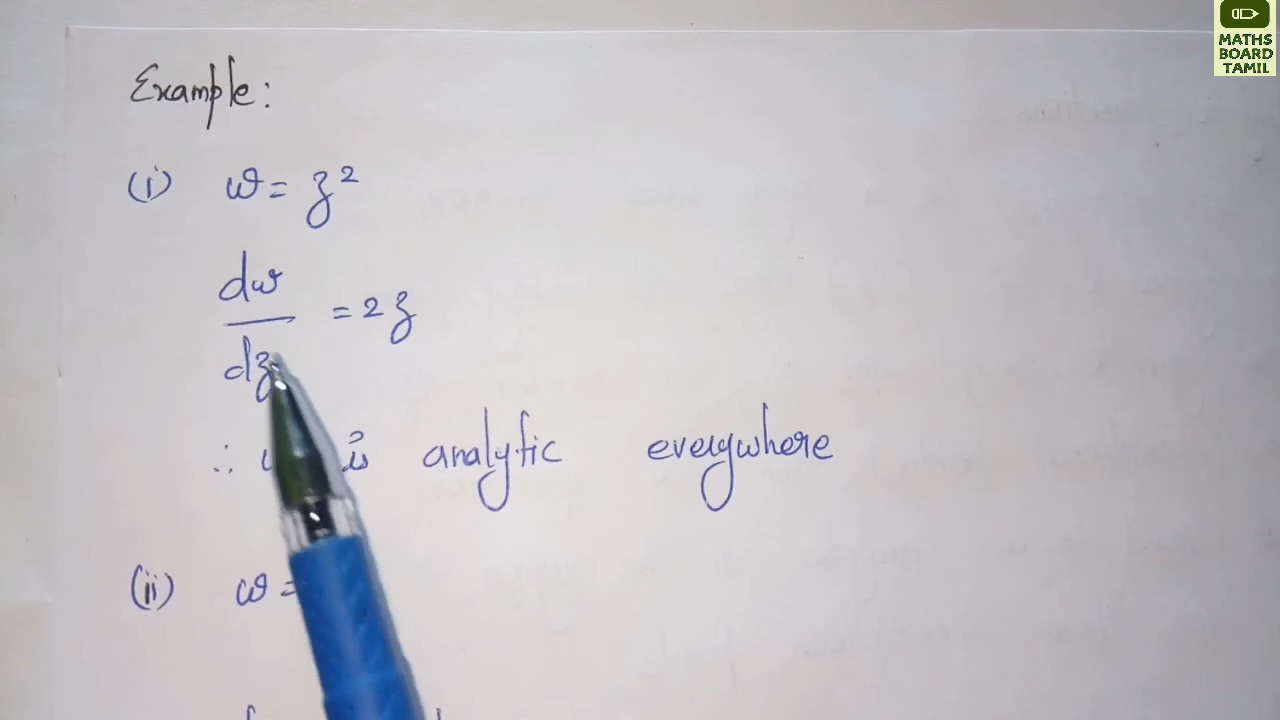 MATHS
BOARD
TAMIL
Example:
(i) w = z²
dw
dz
= 2z
∴ is analytic everywhere
(ii) w =